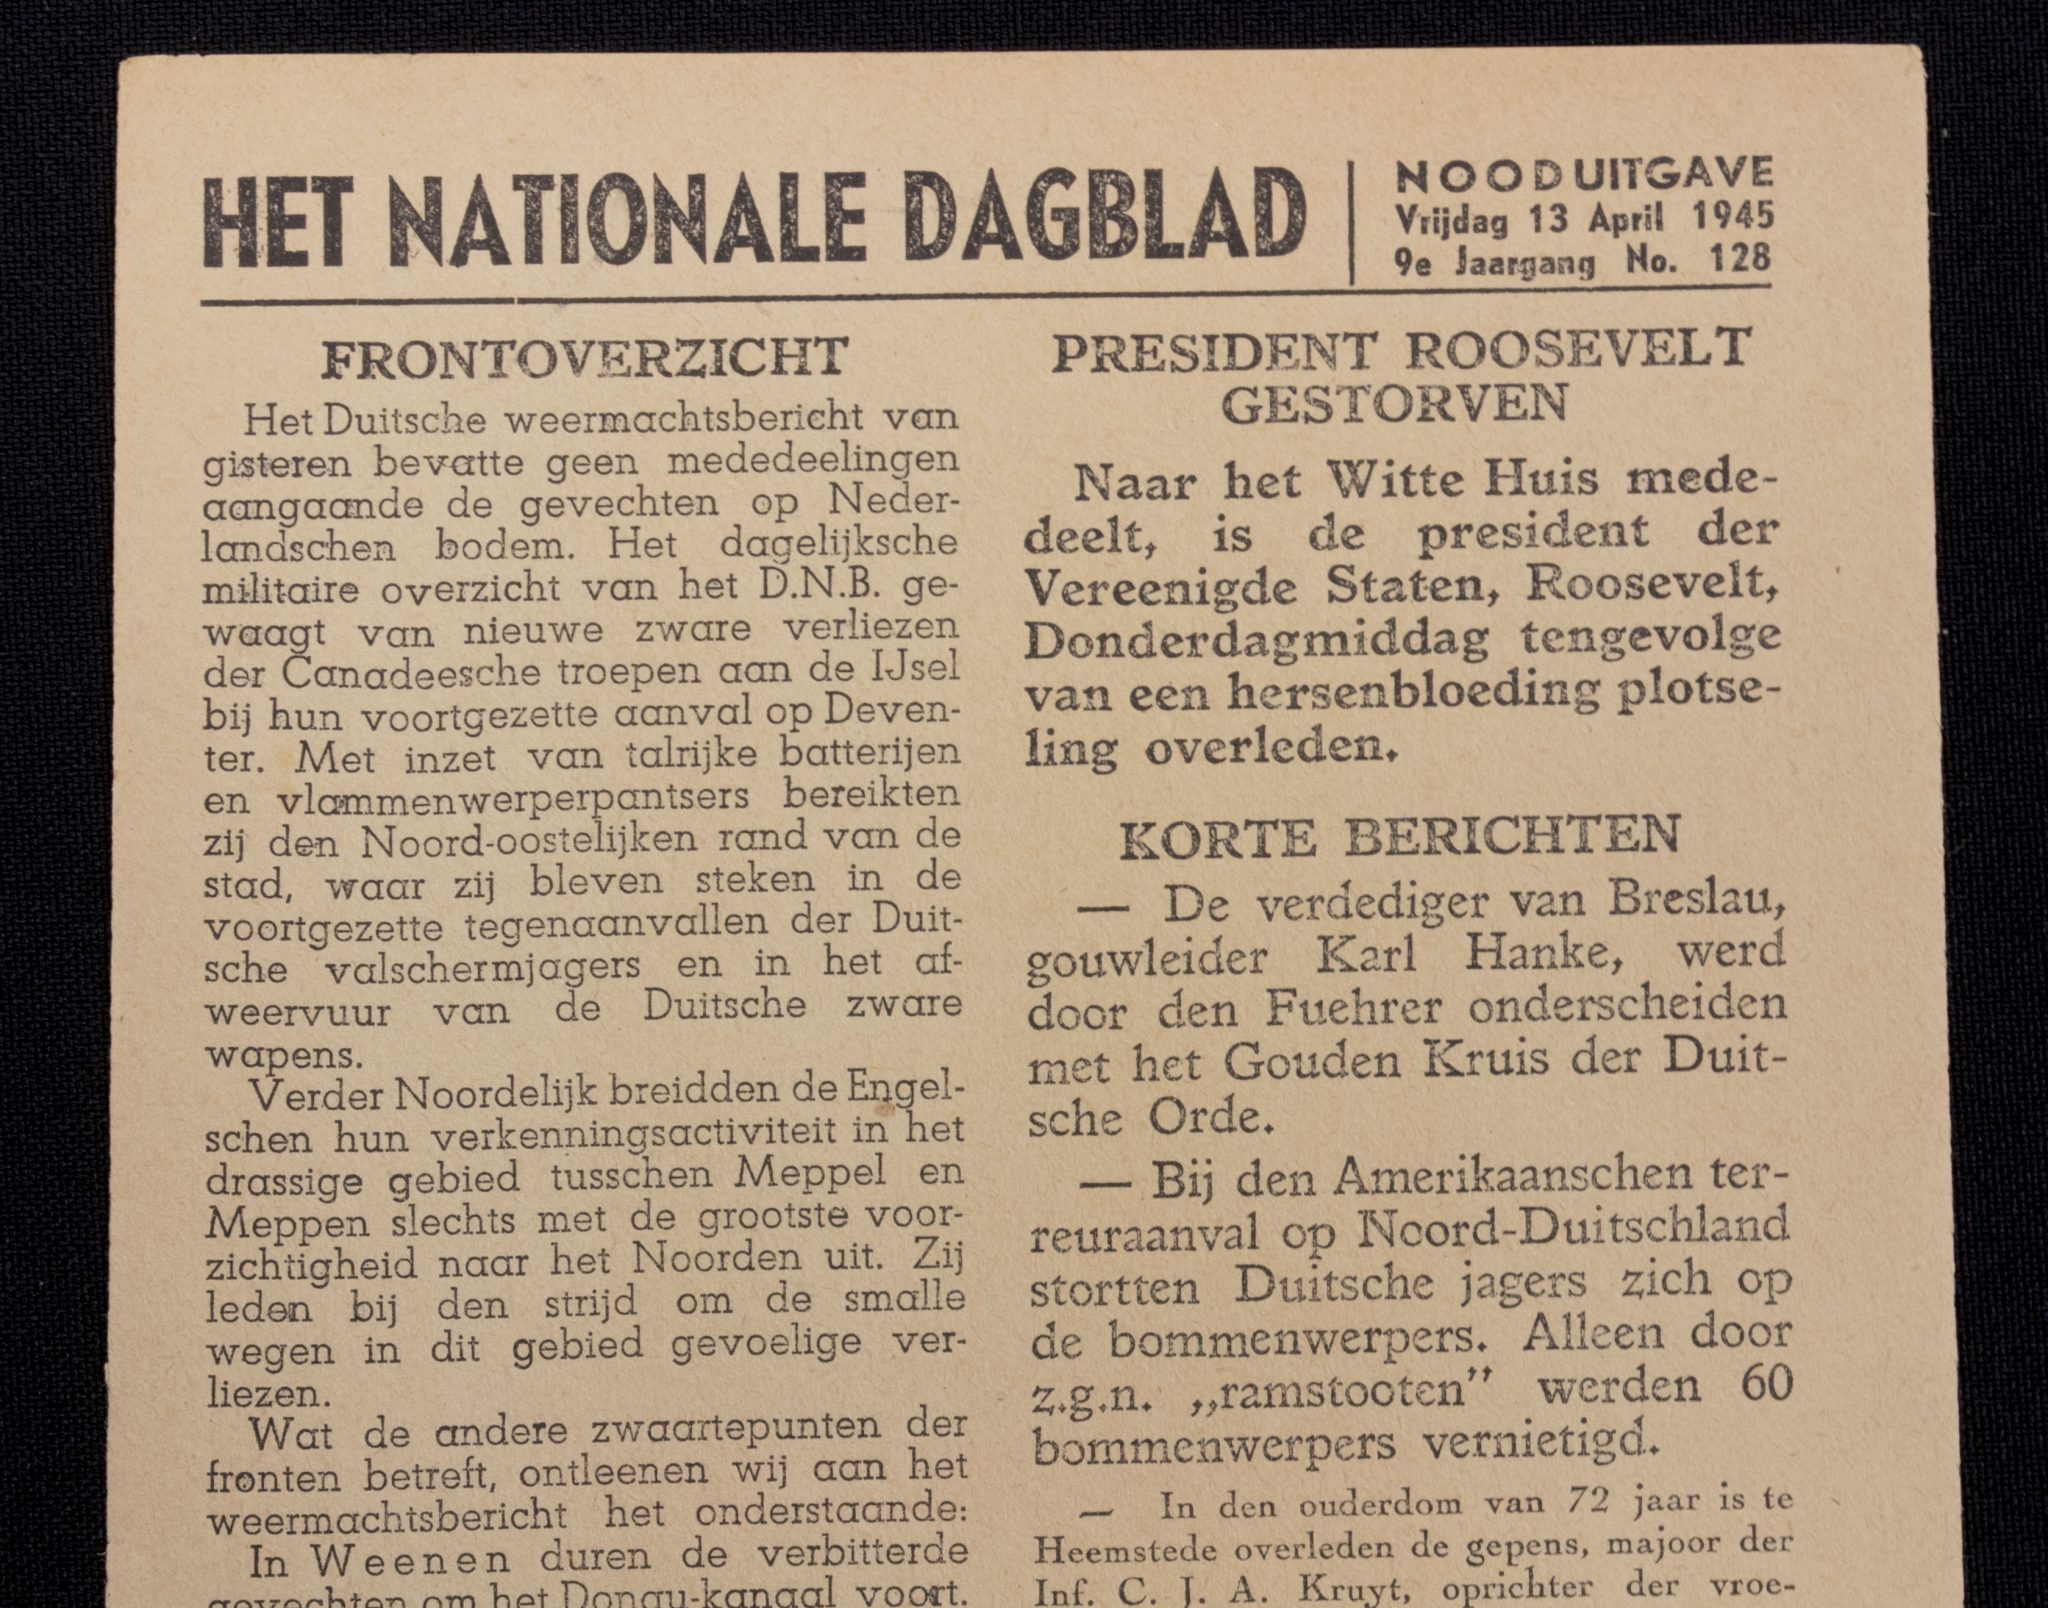 HET NATIONALE DAGBLAD
NOODUITGAVE
Vrijdag 13 April 1945
9e Jaargang No. 128
FRONTOVERZICHT
Het Duitsche weermachtsbericht van
gisteren bevatte geen mededeelingen
aangaande de gevechten op Neder-
landschen bodem. Het dagelijksche
militaire overzicht van het D.N.B. ge-
waagt van nieuwe zware verliezen
der Canadeesche troepen aan de IJsel
bij hun voortgezette aanval op Deven-
ter. Met inzet van talrijke batterijen
en vlammenwerperpantsers bereikten
zij den Noord-oostelijken rand van de
stad, waar zij bleven steken in de
voortgezette tegenaanvallen der Duit-
sche valschermjagers en in het af-
weervuur van de Duitsche zware
wapens.
Verder Noordelijk breidden de Engel-
schen hun verkenningsactiviteit in het
drassige gebied tusschen Meppel en
Meppen slechts met de grootste voor-
zichtigheid naar het Noorden uit. Zij
leden bij den strijd om de smalle
wegen in dit gebied gevoelige ver-
liezen.
Wat de andere zwaartepunten der
fronten betreft, ontleenen wij aan het
weermachtsbericht het onderstaande:
In Weenen duren de verbitterde
gevechten om het Donau-kanaal voort.
PRESIDENT ROOSEVELT
GESTORVEN
Naar het Witte Huis mede-
deelt, is de president der
Vereenigde Staten, Roosevelt,
Donderdagmiddag tengevolge
van een hersenbloeding plotse-
ling overleden.
KORTE BERICHTEN
— De verdediger van Breslau,
gouwleider Karl Hanke, werd
door den Fuehrer onderscheiden
met het Gouden Kruis der Duit-
sche Orde.
— Bij den Amerikaanschen ter-
reuraanval op Noord-Duitschland
stortten Duitsche jagers zich op
de bommenwerpers. Alleen door
z.g.n. „ramstooten” werden 60
bommenwerpers vernietigd.
— In den ouderdom van 72 jaar is te
Heemstede overleden de gepens, majoor der
Inf. C. J. A. Kruyt, oprichter der vroe-